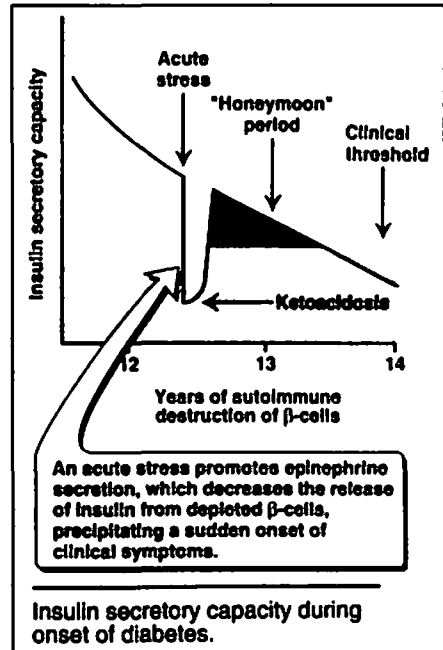 Acute
stress
"Honeymoon"
period
Clinical
threshold
Insulin secretory capacity
Ketoacidosis
12
13
14
Years of autoimmune
destruction of β-cells
An acute stress promotes epinephrine
secretion, which decreases the release
of insulin from depleted β-cells,
precipitating a sudden onset of
clinical symptoms.
Insulin secretory capacity during
onset of diabetes.